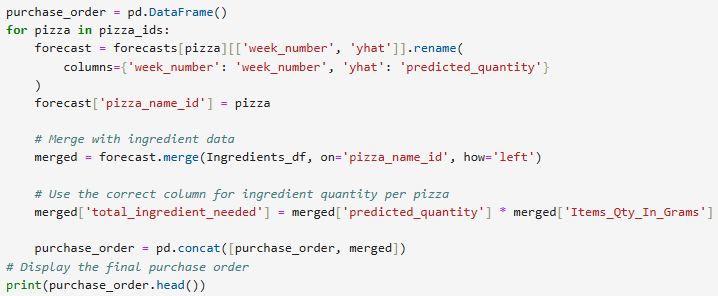 purchase_order = pd.DataFrame()
for pizza in pizza_ids:
    forecast = forecasts[pizza][['week_number', 'yhat']].rename(
        columns={'week_number': 'week_number', 'yhat': 'predicted_quantity'}
    )
    forecast['pizza_name_id'] = pizza

    # Merge with ingredient data
    merged = forecast.merge(Ingredients_df, on='pizza_name_id', how='left')

    # Use the correct column for ingredient quantity per pizza
    merged['total_ingredient_needed'] = merged['predicted_quantity'] * merged['Items_Qty_In_Grams']

    purchase_order = pd.concat([purchase_order, merged])
# Display the final purchase order
print(purchase_order.head())